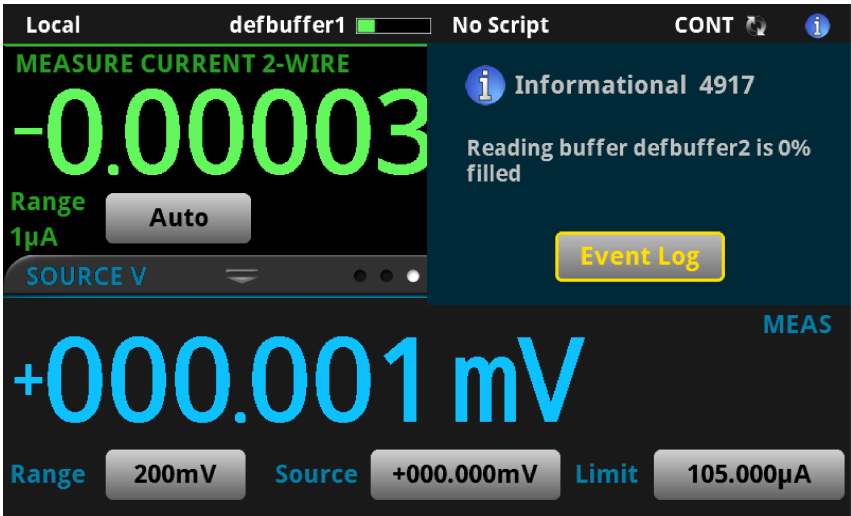 Local defbuffer1 No Script CONT
MEASURE CURRENT 2-WIRE
-0.00003
Range
1µA
Auto
Informational 4917
Reading buffer defbuffer2 is 0%
filled
Event Log
SOURCE V
MEAS
+000.001 mV
Range 200mV Source +000.000mV Limit 105.000µA